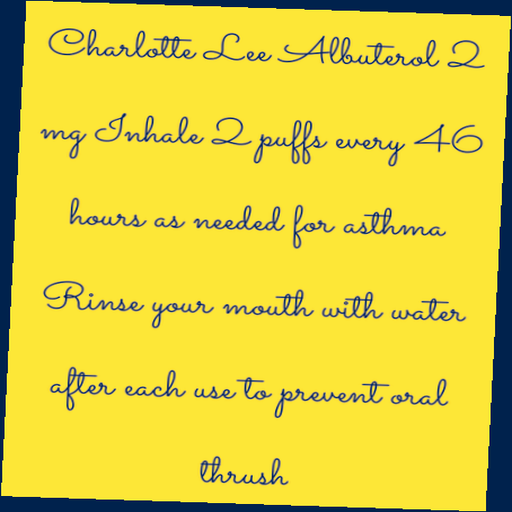 Charlotte Lee Albuterol 2
mg Inhale 2 puffs every 46
hours as needed for asthma
Rinse your mouth with water
after each use to prevent oral
thrush